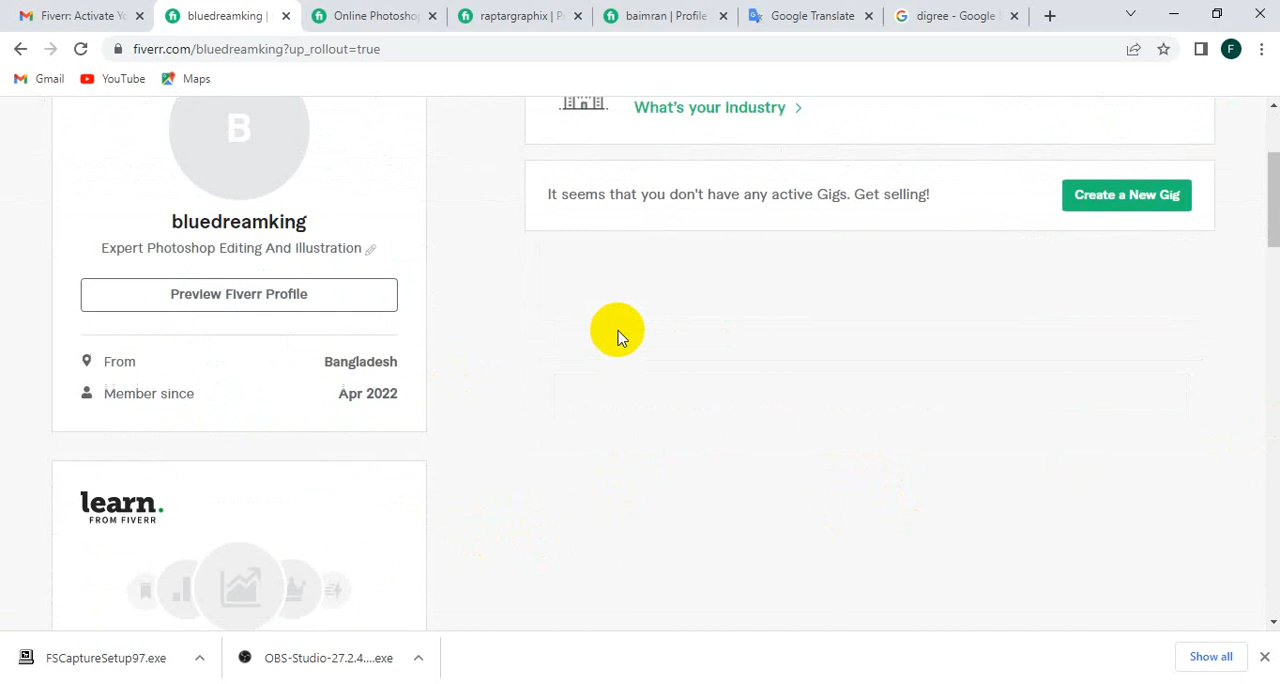 Fiverr: Activate Yo
bluedreamking |
Online Photosho
raptargraphix | P
baimran | Profile
Google Translate
digree - Google S
fiverr.com/bluedreamking?up_rollout=true
F
Gmail
YouTube
Maps
B
bluedreamking
Expert Photoshop Editing And Illustration
Preview Fiverr Profile
From Bangladesh
Member since Apr 2022
learn.
FROM FIVERR
What's your industry
It seems that you don't have any active Gigs. Get selling!
Create a New Gig
FSCaptureSetup97.exe
OBS-Studio-27.2.4....exe
Show all